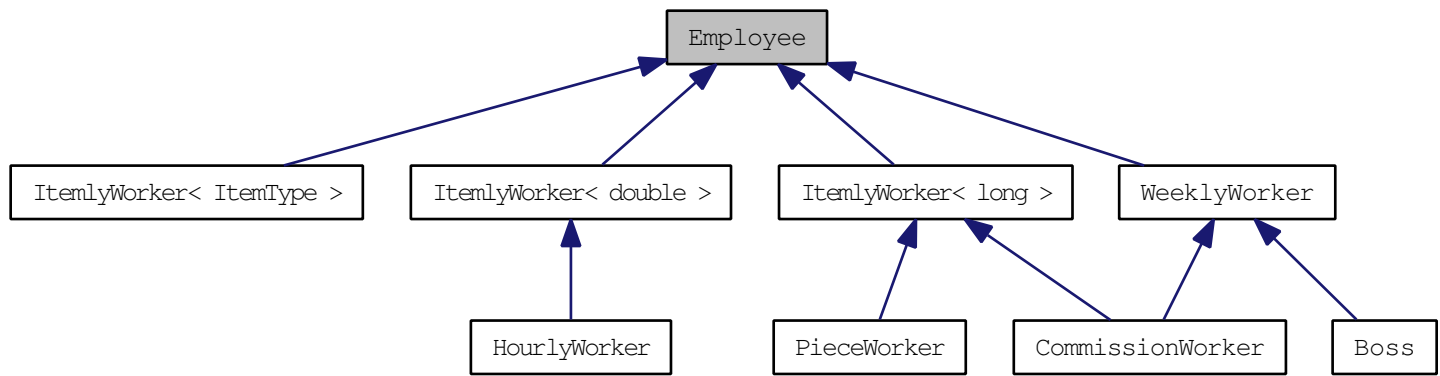 Employee
ItemlyWorker< ItemType >
ItemlyWorker< double >
ItemlyWorker< long >
WeeklyWorker
HourlyWorker
PieceWorker
CommissionWorker
Boss